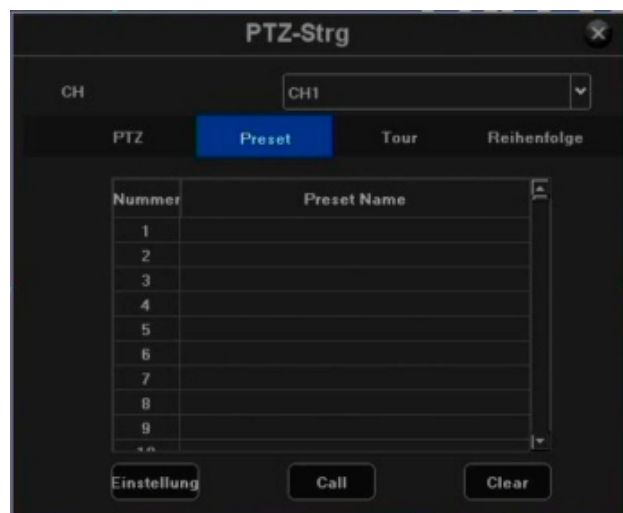 PTZ-Strg
CH CH1
PTZ Preset Tour Reihenfolge
Nummer Preset Name
1
2
3
4
5
6
7
8
9
10
Einstellung Call Clear